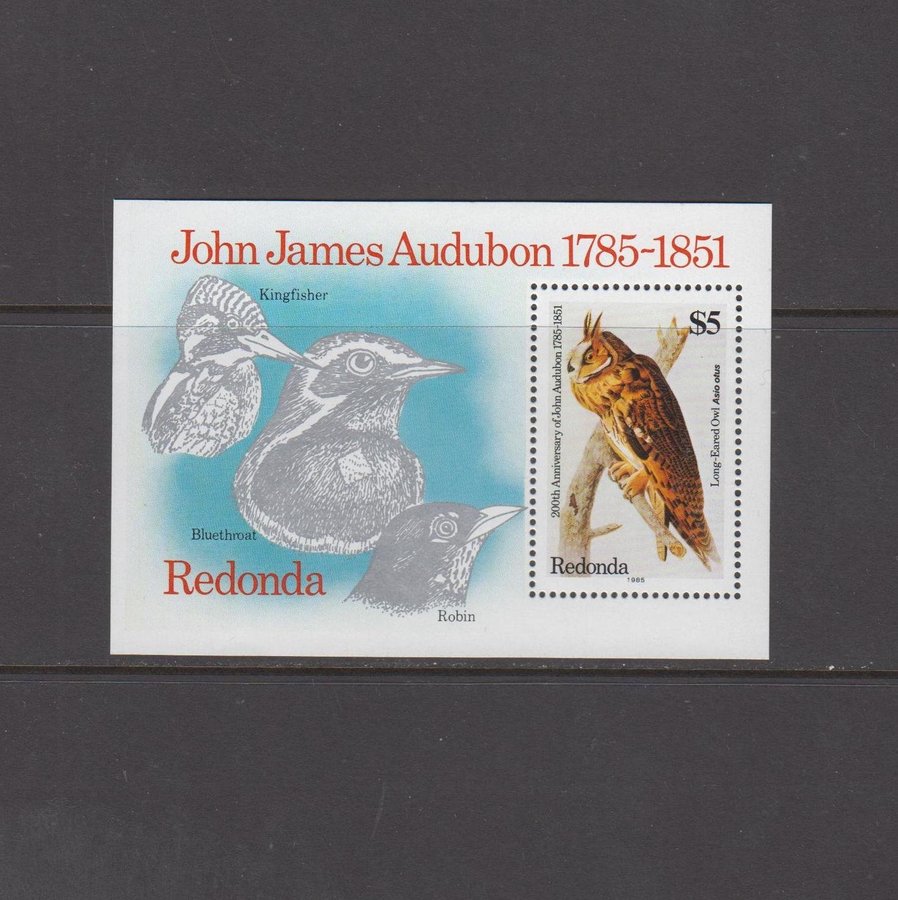 John James Audubon 1785-1851
Kingfisher
Bluethroat
Redonda
Robin
$5
200th Anniversary of John Audubon 1785-1851
Long-Eared Owl Asio otus
Redonda
1985